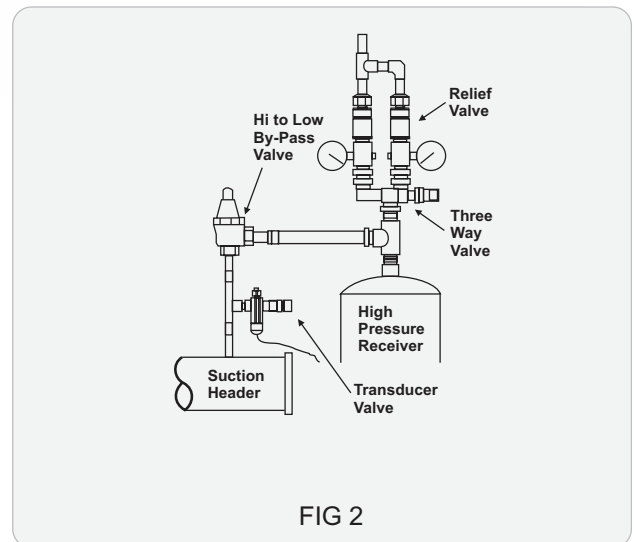 Relief
Valve
Hi to Low
By-Pass
Valve
Three
Way
Valve
High
Pressure
Receiver
Suction
Header
Transducer
Valve
FIG 2